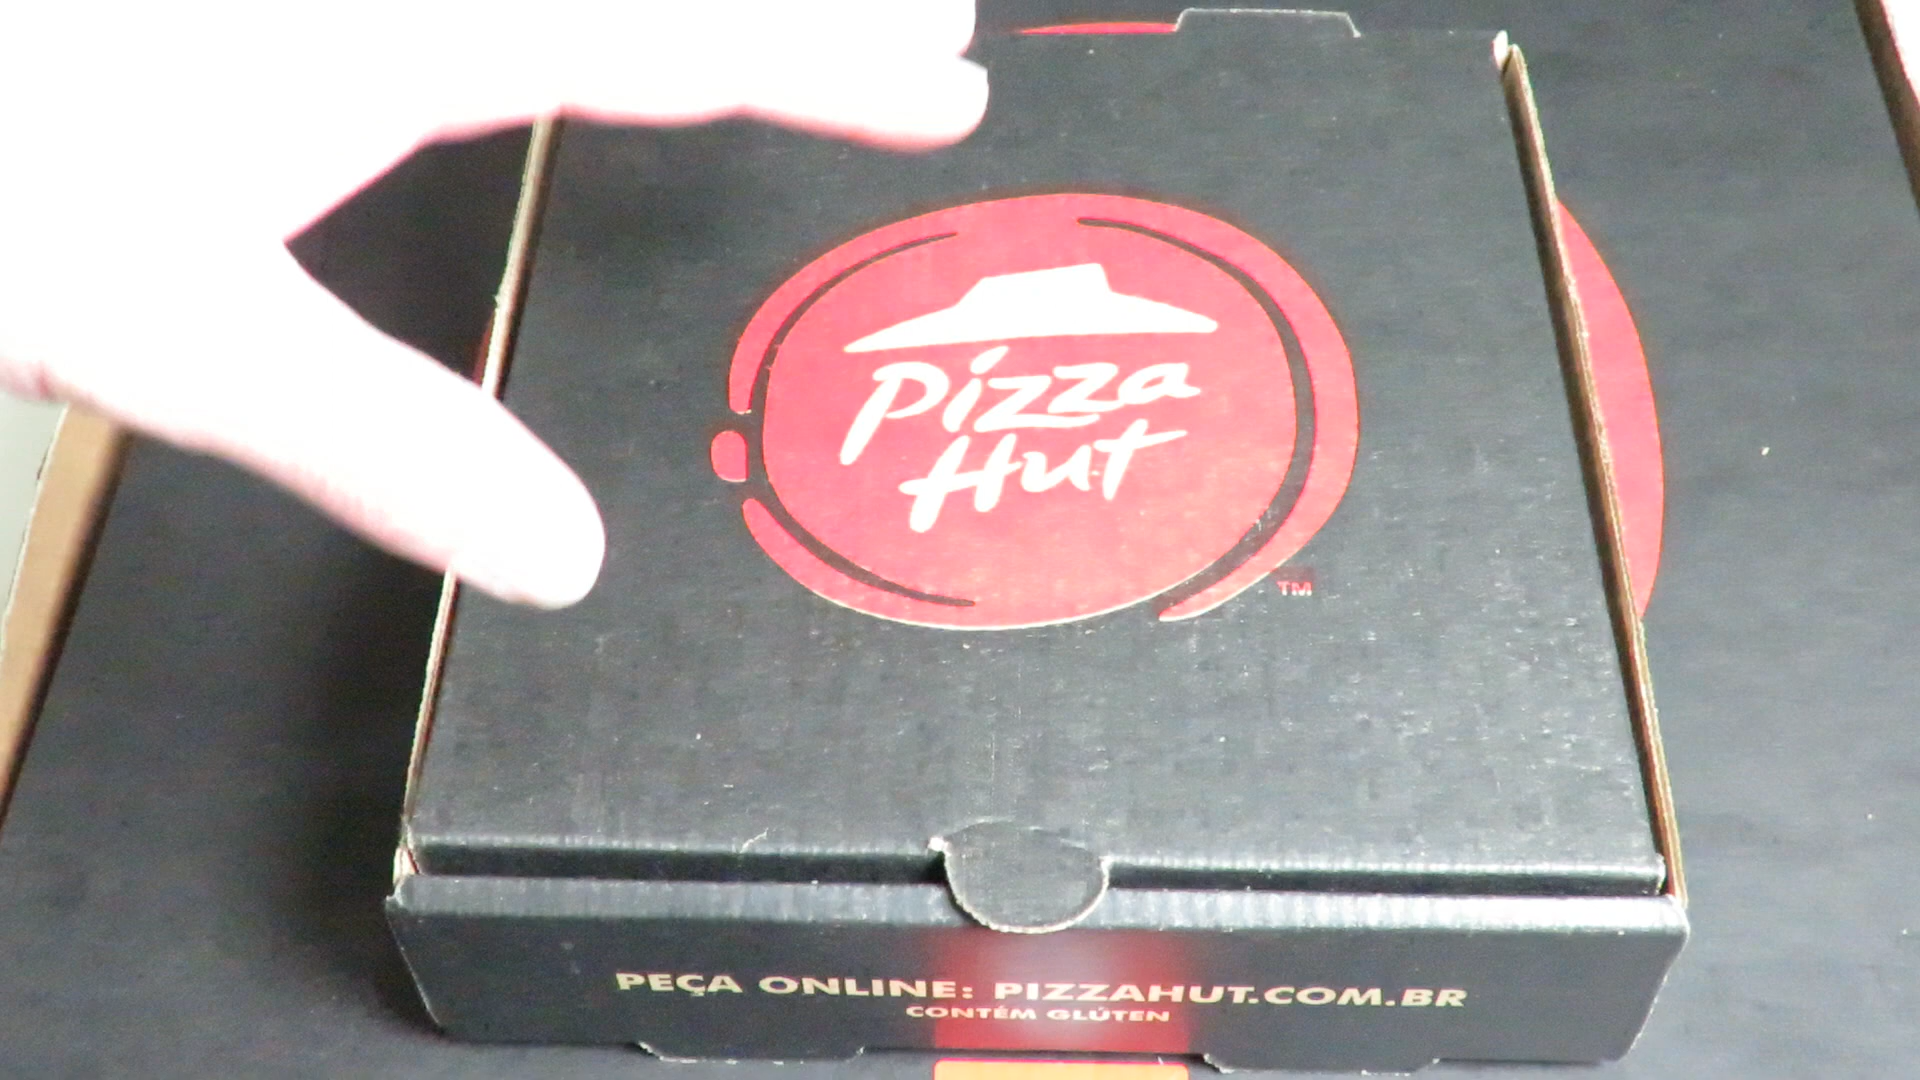 Pizza
Hut
TM
PEÇA ONLINE: PIZZAHUT.COM.BR
CONTÉM GLÚTEN